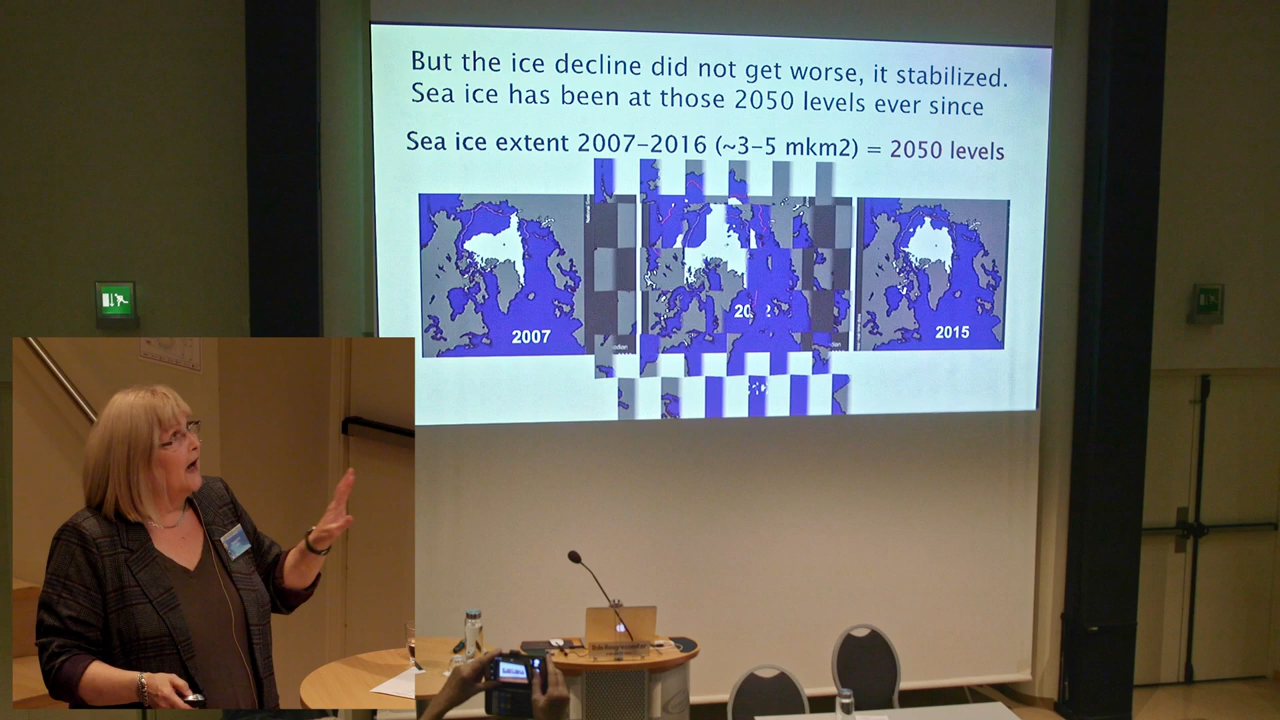 But the ice decline did not get worse, it stabilized.
Sea ice has been at those 2050 levels ever since
Sea ice extent 2007–2016 (~3–5 mkm2) = 2050 levels
2007
2015